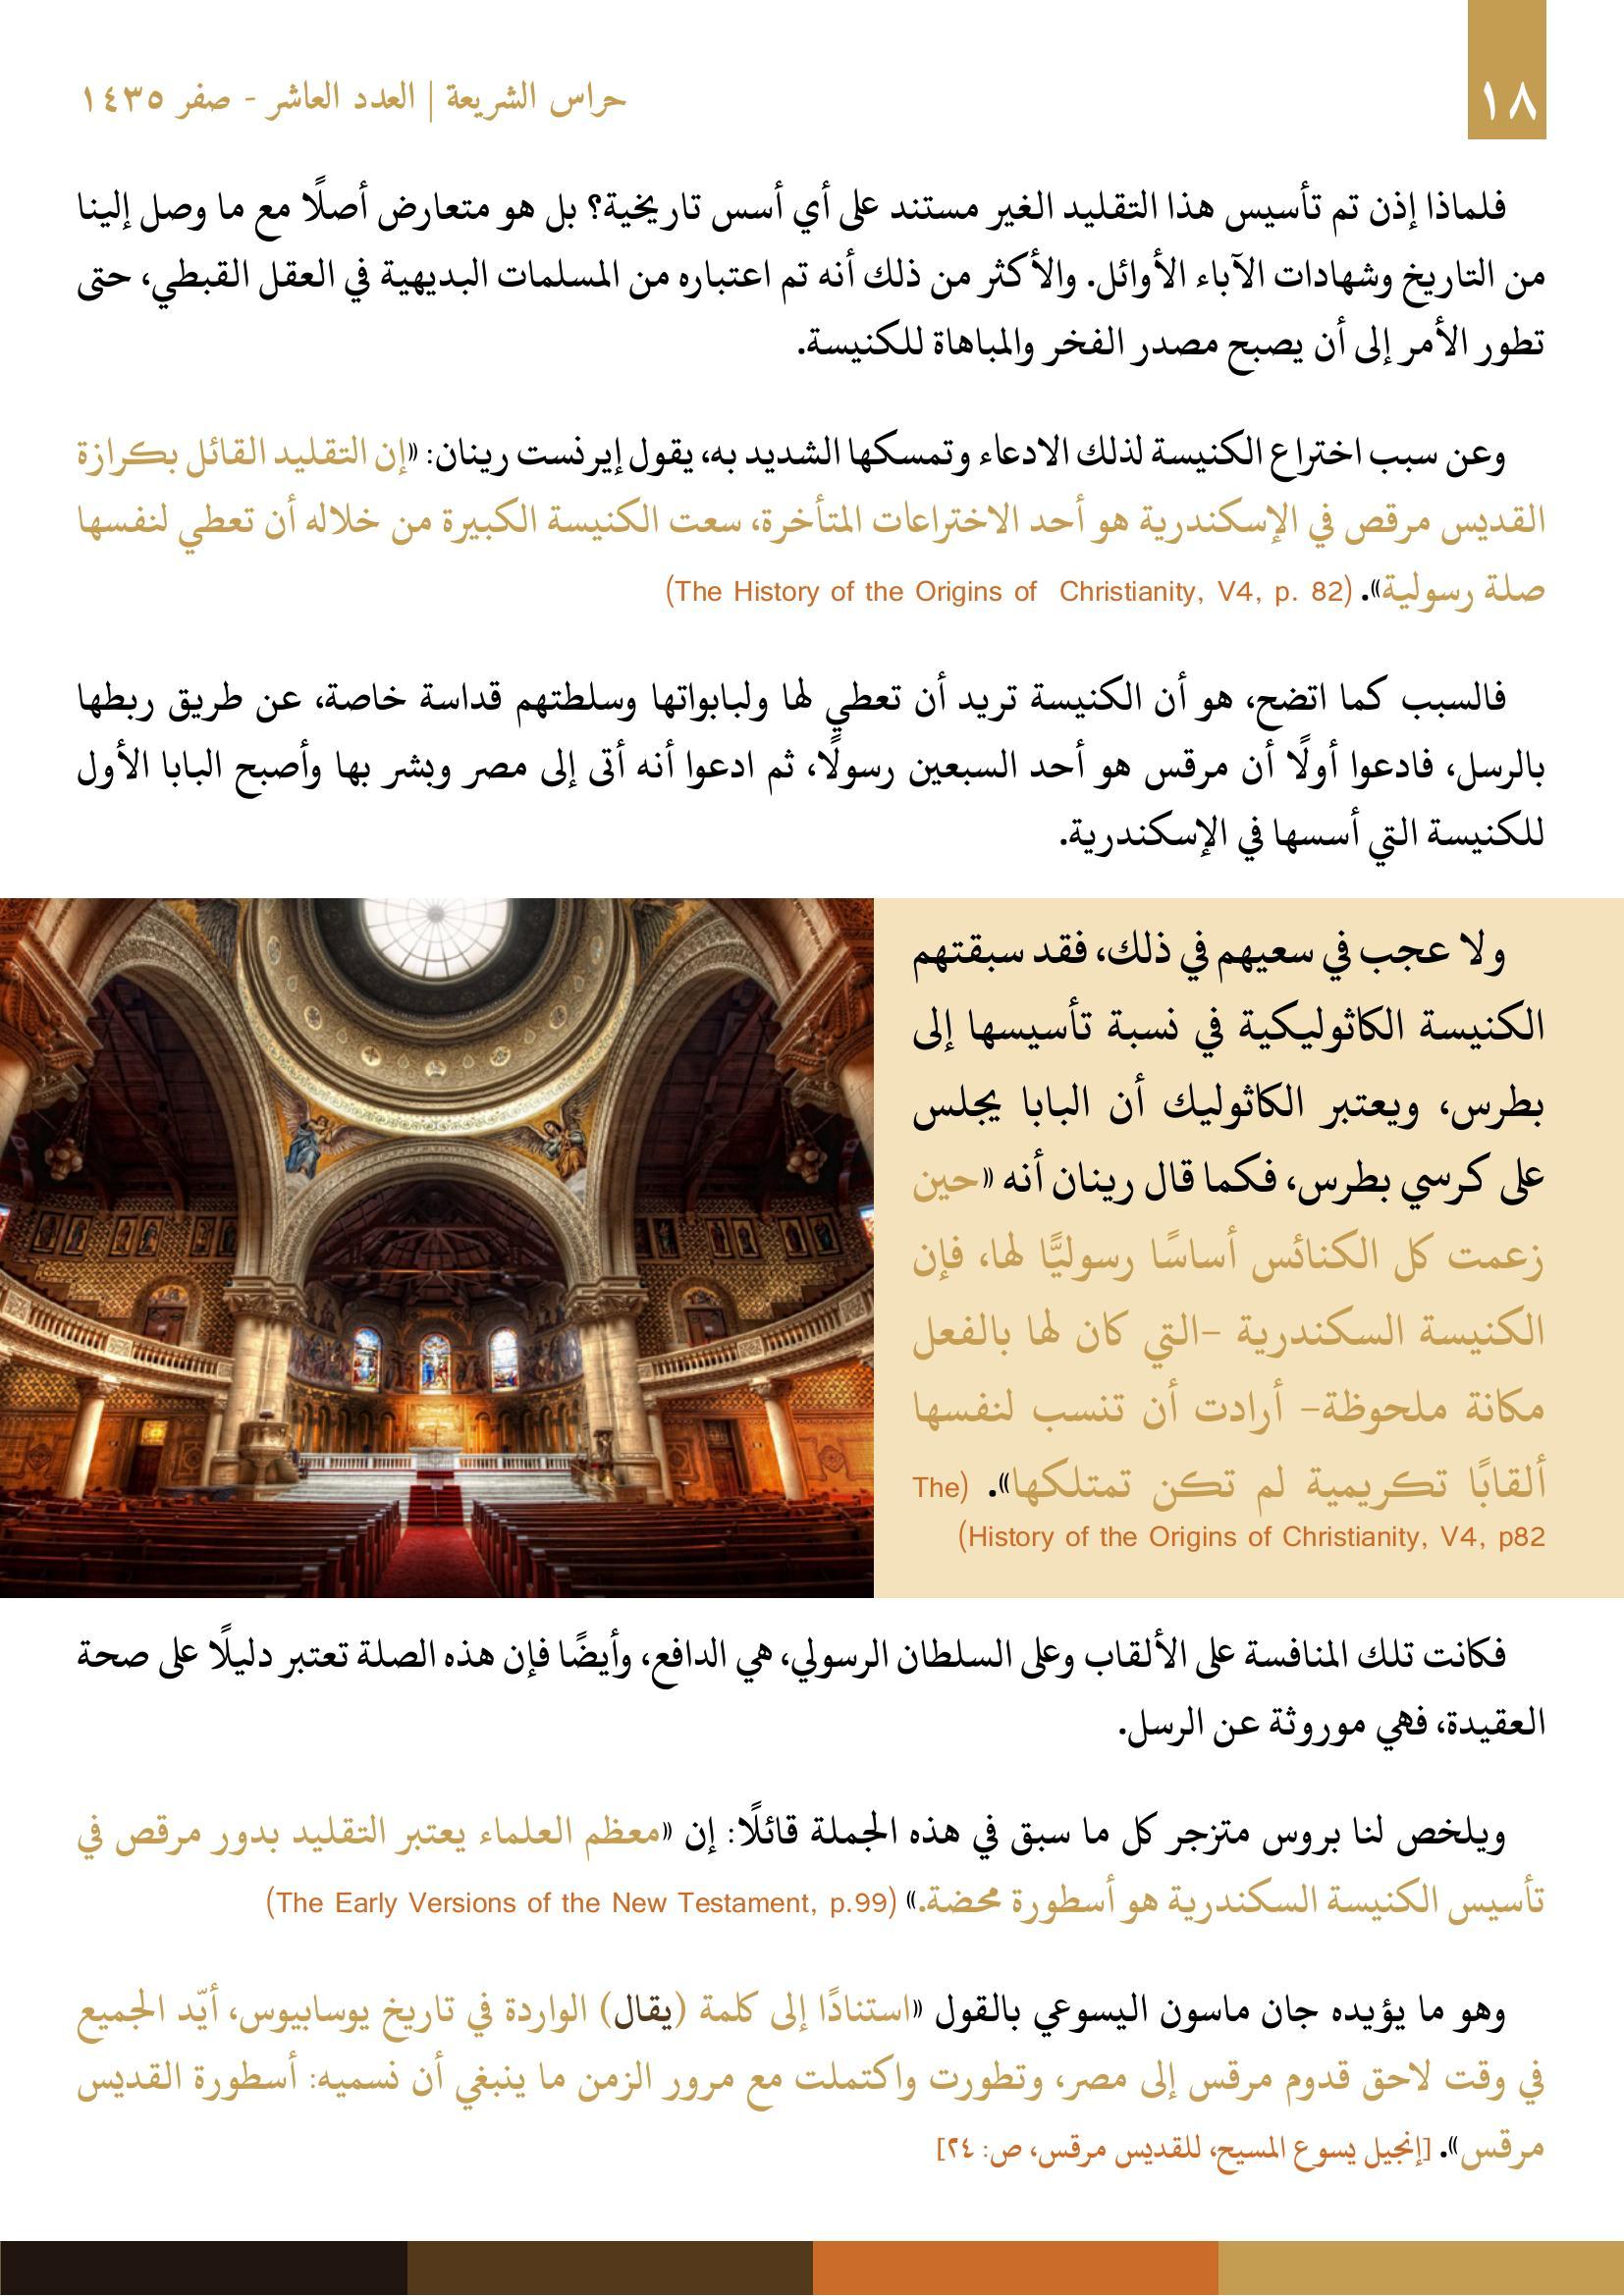 ١٨
حراس الشريعة | العدد العاشر - صفر ١٤٣٥
فلماذا إذن تم تأسيس هذا التقليد الغير مستند على أي أسس تاريخية؟ بل هو متعارض أصلًا مع ما وصل إلينا
من التاريخ وشهادات الآباء الأوائل. والأكثر من ذلك أنه تم اعتباره من المسلمات البديهية في العقل القبطي، حتى
تطور الأمر إلى أن يصبح مصدر الفخر والمباهاة للكنيسة.
وعن سبب اختراع الكنيسة لذلك الادعاء وتمسكها الشديد به، يقول إيرنست رينان: «إن التقليد القائل بكرازة
القديس مرقص في الإسكندرية هو أحد الاختراعات المتأخرة، سعت الكنيسة الكبيرة من خلاله أن تعطي لنفسها
صلة رسولية». (The History of the Origins of Christianity, V4, p. 82)
فالسبب كما اتضح، هو أن الكنيسة تريد أن تعطي لها ولبابواتها وسلطتهم قداسة خاصة، عن طريق ربطها
بالرسل، فادعوا أولًا أن مرقس هو أحد السبعين رسولًا، ثم ادعوا أنه أتى إلى مصر وبشر بها وأصبح البابا الأول
للكنيسة التي أسسها في الإسكندرية.
ولا عجب في سعيهم في ذلك، فقد سبقتهم
الكنيسة الكاثوليكية في نسبة تأسيسها إلى
بطرس، ويعتبر الكاثوليك أن البابا يجلس
على كرسي بطرس، فكما قال رينان أنه «حين
زعمت كل الكنائس أساسًا رسوليًّا لها، فإن
الكنيسة السكندرية -التي كان لها بالفعل
مكانة ملحوظة- أرادت أن تنسب لنفسها
ألقابًا تكريمية لم تكن تمتلكها». (The
History of the Origins of Christianity, V4, p82)
فكانت تلك المنافسة على الألقاب وعلى السلطان الرسولي، هي الدافع، وأيضًا فإن هذه الصلة تعتبر دليلًا على صحة
العقيدة، فهي موروثة عن الرسل.
ويلخص لنا بروس متزجر كل ما سبق في هذه الجملة قائلًا: إن «معظم العلماء يعتبر التقليد بدور مرقص في
تأسيس الكنيسة السكندرية هو أسطورة محضة.» (The Early Versions of the New Testament, p.99)
وهو ما يؤيده جان ماسون اليسوعي بالقول «استنادًا إلى كلمة (يقال) الواردة في تاريخ يوسابيوس، أيّد الجميع
في وقت لاحق قدوم مرقس إلى مصر، وتطورت واكتملت مع مرور الزمن ما ينبغي أن نسميه: أسطورة القديس
مرقس». [إنجيل يسوع المسيح، للقديس مرقس، ص: ٢٤]